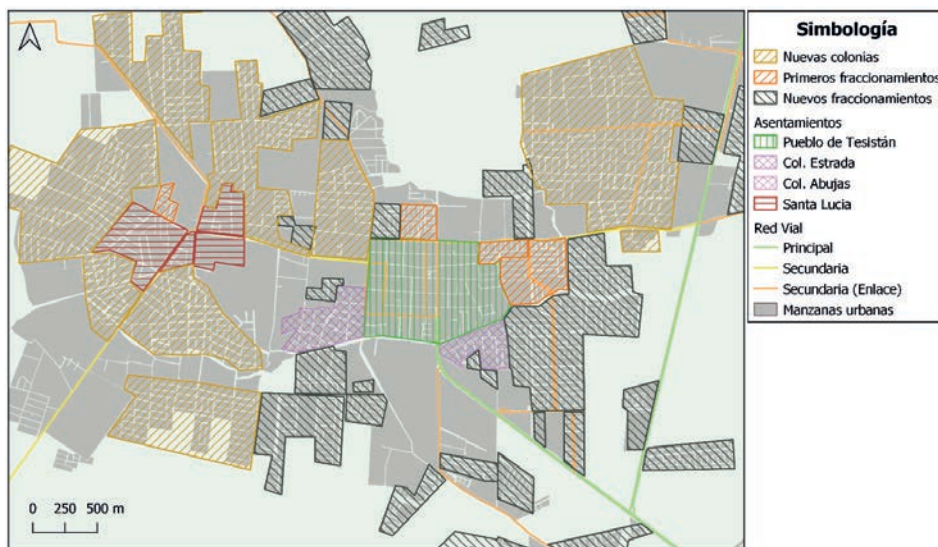 Simbología
Nuevas colonias
Primeros fraccionamientos
Nuevos fraccionamientos
Asentamientos
Pueblo de Tesistán
Col. Estrada
Col. Abujas
Santa Lucia
Red Vial
Principal
Secundaria
Secundaria (Enlace)
Manzanas urbanas
0 250 500 m